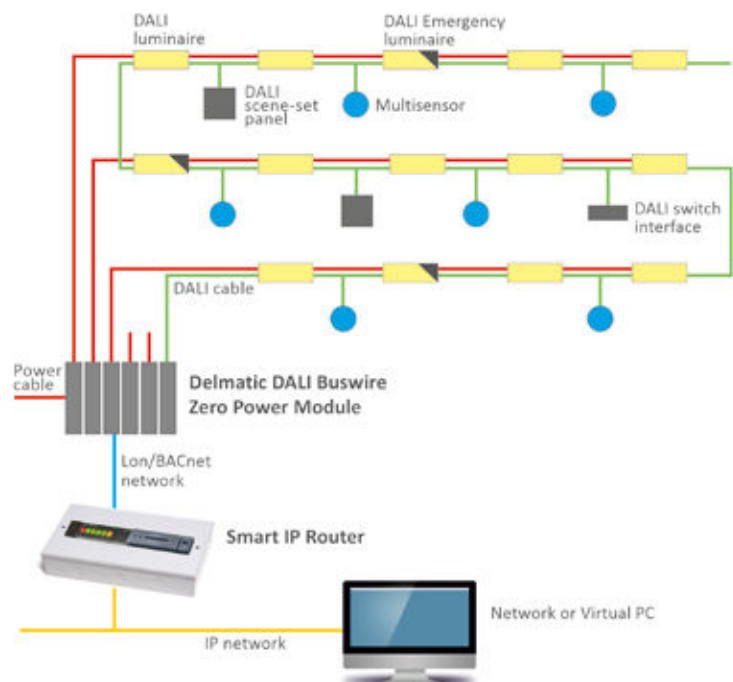 DALI
luminaire
DALI Emergency
luminaire
DALI
scene-set
panel
Multisensor
DALI switch
interface
DALI cable
Power
cable
Delmatic DALI Buswire
Zero Power Module
Lon/BACnet
network
Smart IP Router
Network or Virtual PC
IP network